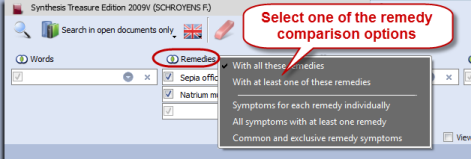 Synthesis Treasure Edition 2009V (SCHROYENS F.)
Search in open documents only
Select one of the remedy
comparison options
Words
Remedies
With all these remedies
Sepia offic
With at least one of these remedies
Natrium m
Symptoms for each remedy individually
All symptoms with at least one remedy
Common and exclusive remedy symptoms
View